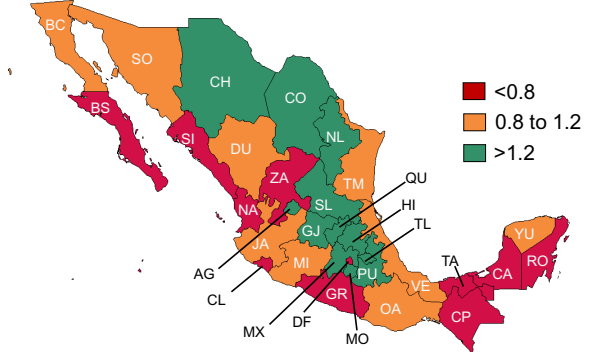 BC
SO
CH
CO
<0.8
0.8 to 1.2
>1.2
BS
SI
NL
DU
ZA
TM
QU
HI
TL
NA
SL
GJ
JA
MI
AG
CL
MX
DF
MO
PU
GR
OA
VE
TA
CP
CA
YU
RO